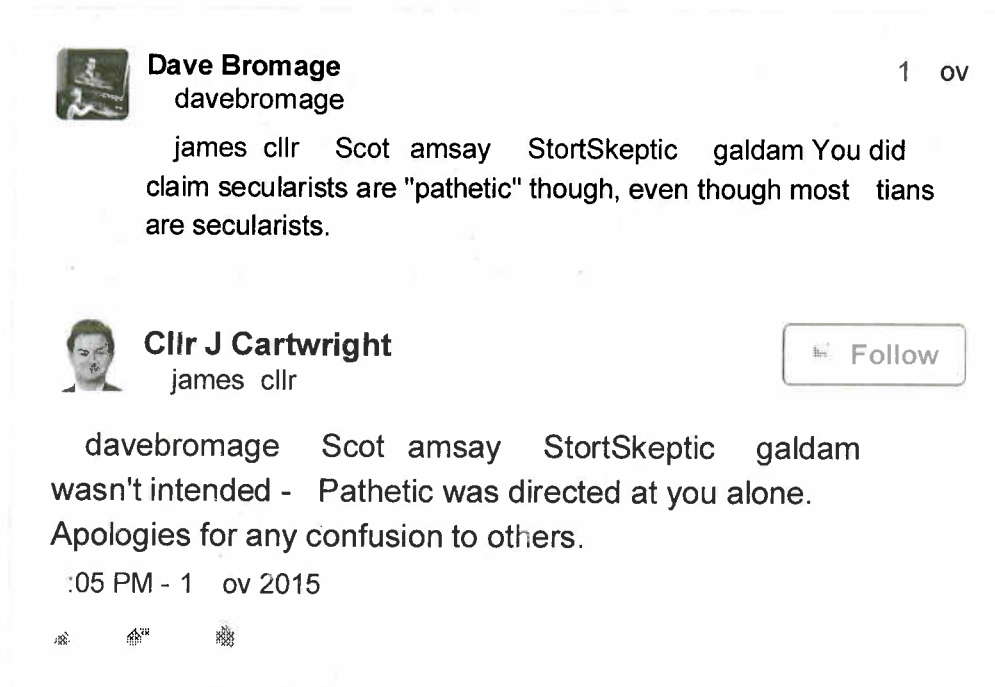 Dave Bromage
1 ov
davebromage
james cllr Scot amsay StortSkeptic galdam You did
claim secularists are "pathetic" though, even though most tians
are secularists.
Cllr J Cartwright
Follow
james cllr
davebromage Scot amsay StortSkeptic galdam
wasn't intended - Pathetic was directed at you alone.
Apologies for any confusion to others.
:05 PM - 1 ov 2015